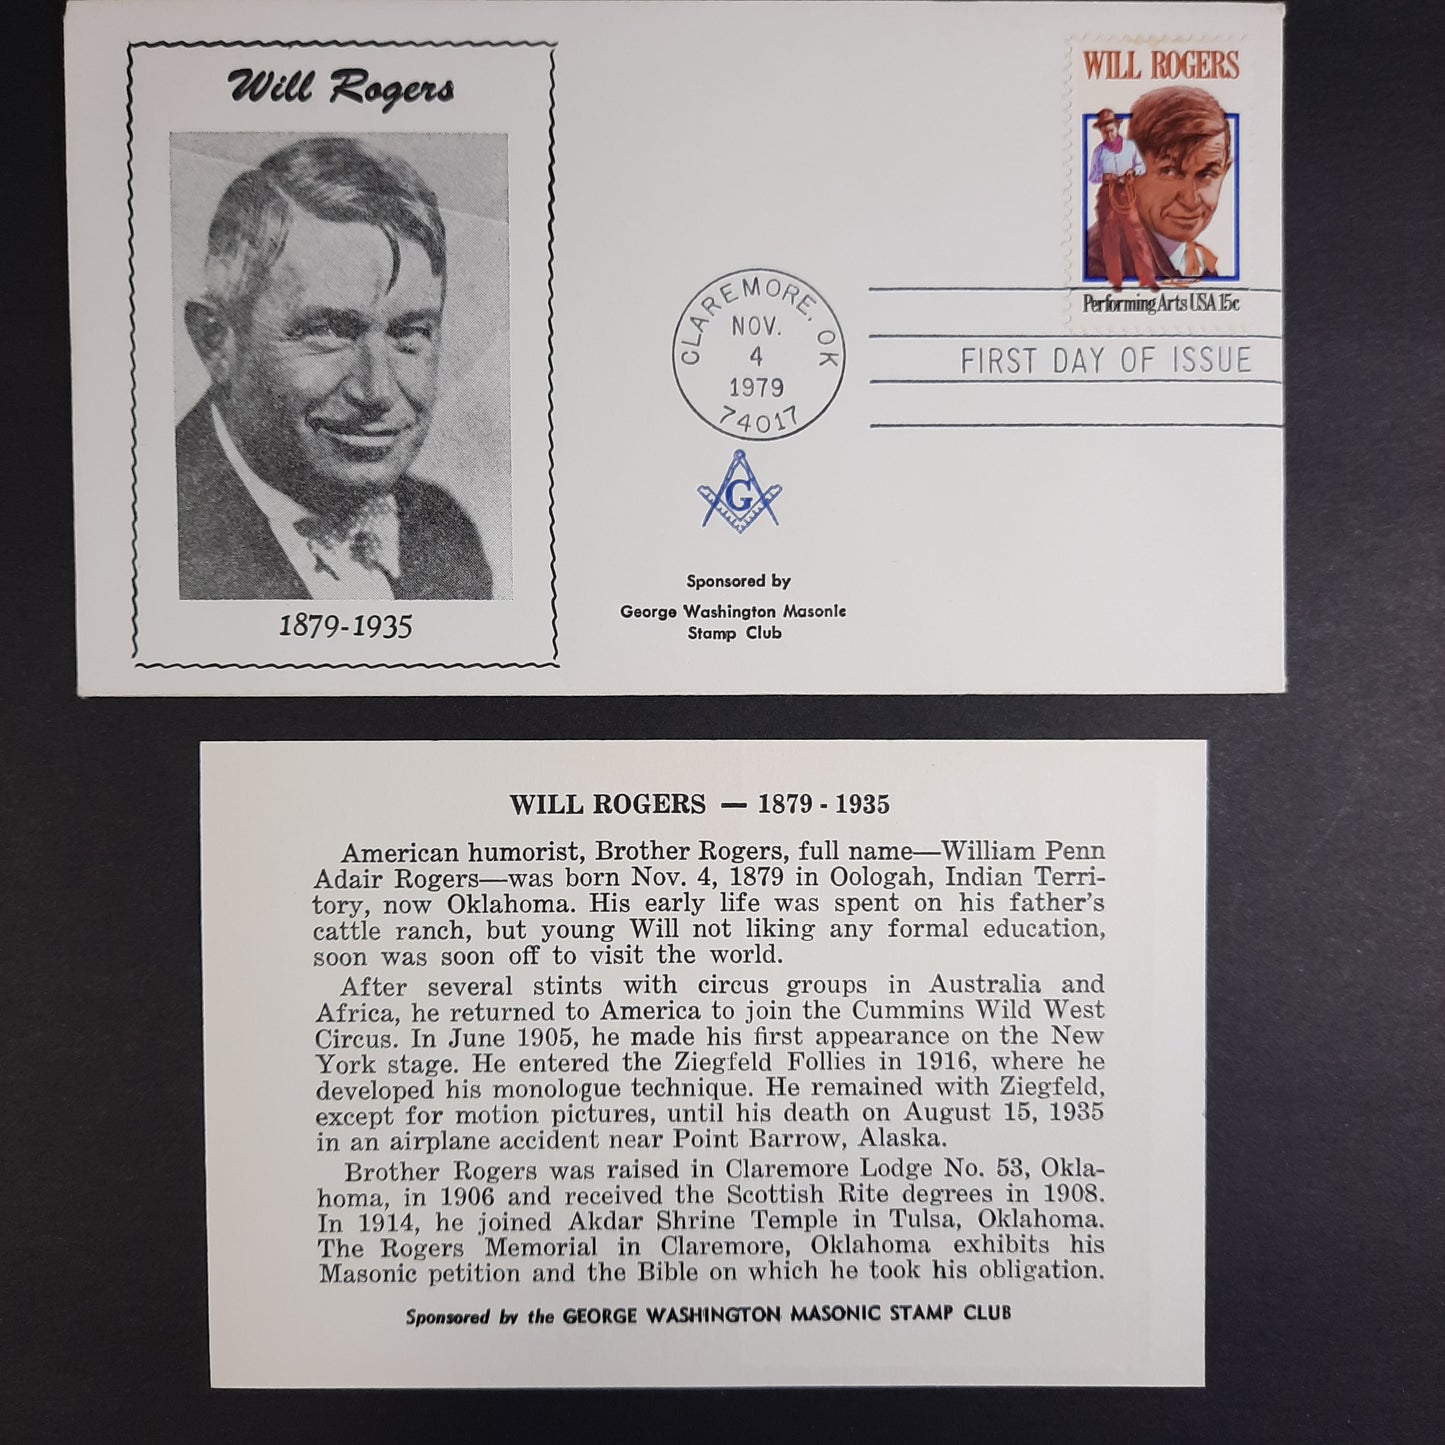 Will Rogers
1879-1935
WILL ROGERS
Performing Arts USA 15c
CLAREMORE, OK
NOV.
4
1979
74017
FIRST DAY OF ISSUE
G
Sponsored by
George Washington Masonic
Stamp Club
WILL ROGERS — 1879 - 1935
American humorist, Brother Rogers, full name—William Penn
Adair Rogers—was born Nov. 4, 1879 in Oologah, Indian Terri-
tory, now Oklahoma. His early life was spent on his father's
cattle ranch, but young Will not liking any formal education,
soon was soon off to visit the world.
After several stints with circus groups in Australia and
Africa, he returned to America to join the Cummins Wild West
Circus. In June 1905, he made his first appearance on the New
York stage. He entered the Ziegfeld Follies in 1916, where he
developed his monologue technique. He remained with Ziegfeld,
except for motion pictures, until his death on August 15, 1935
in an airplane accident near Point Barrow, Alaska.
Brother Rogers was raised in Claremore Lodge No. 53, Okla-
homa, in 1906 and received the Scottish Rite degrees in 1908.
In 1914, he joined Akdar Shrine Temple in Tulsa, Oklahoma.
The Rogers Memorial in Claremore, Oklahoma exhibits his
Masonic petition and the Bible on which he took his obligation.
Sponsored by the GEORGE WASHINGTON MASONIC STAMP CLUB